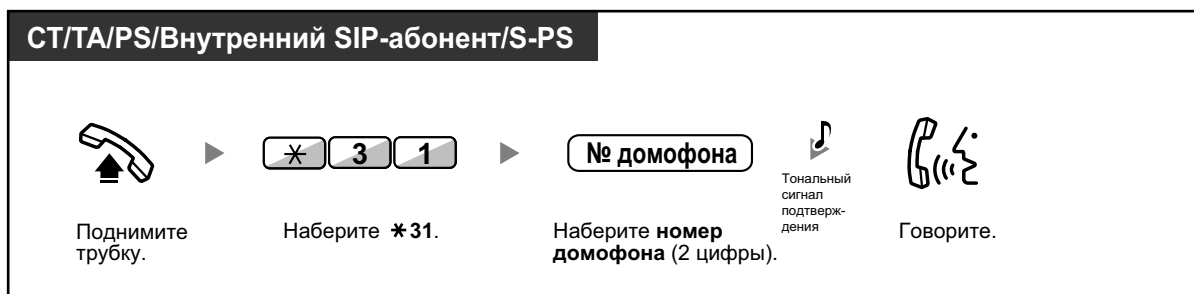 СТ/TA/PS/Внутренний SIP-абонент/S-PS
✳ 3 1
№ домофона
Тональный
сигнал
подтверж-
дения
Поднимите
трубку.
Наберите ✳31.
Наберите номер
домофона (2 цифры).
Говорите.